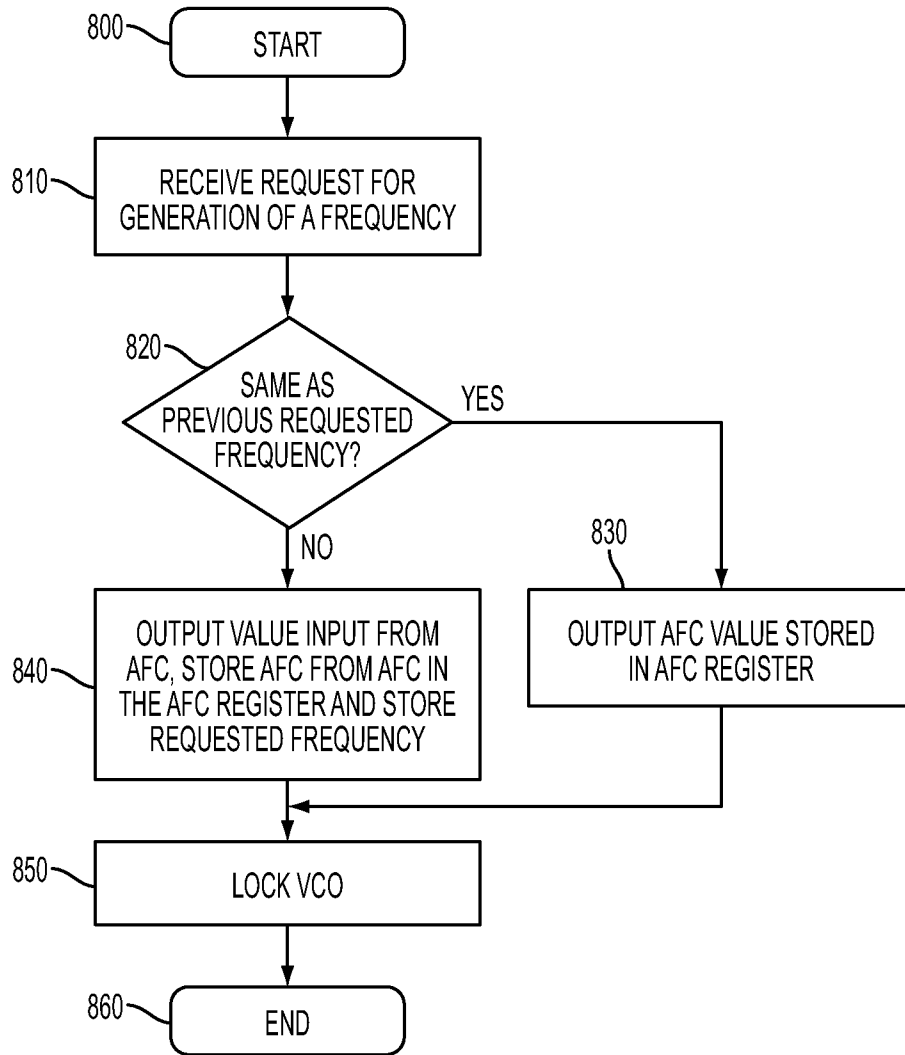 800
START
810
RECEIVE REQUEST FOR
GENERATION OF A FREQUENCY
820
SAME AS
PREVIOUS REQUESTED
FREQUENCY?
YES
NO
830
OUTPUT AFC VALUE STORED
IN AFC REGISTER
840
OUTPUT VALUE INPUT FROM
AFC, STORE AFC FROM AFC IN
THE AFC REGISTER AND STORE
REQUESTED FREQUENCY
850
LOCK VCO
860
END